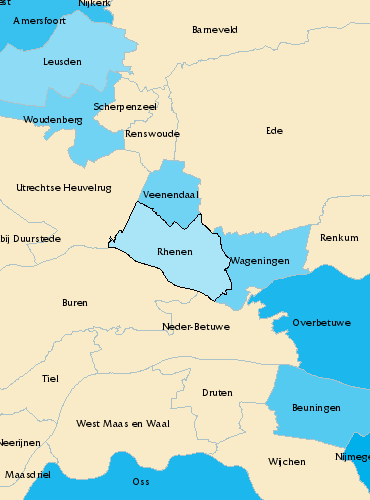 est
Nijkerk
Amersfoort
Barneveld
Leusden
Scherpenzeel
Woudenberg
Renswoude
Ede
Utrechtse Heuvelrug
Veenendaal
bij Duurstede
Renkum
Rhenen
Wageningen
Buren
Neder-Betuwe
Overbetuwe
Tiel
Druten
Beuningen
West Maas en Waal
Neerijnen
Nijmege
Wijchen
Maasdriel
Oss